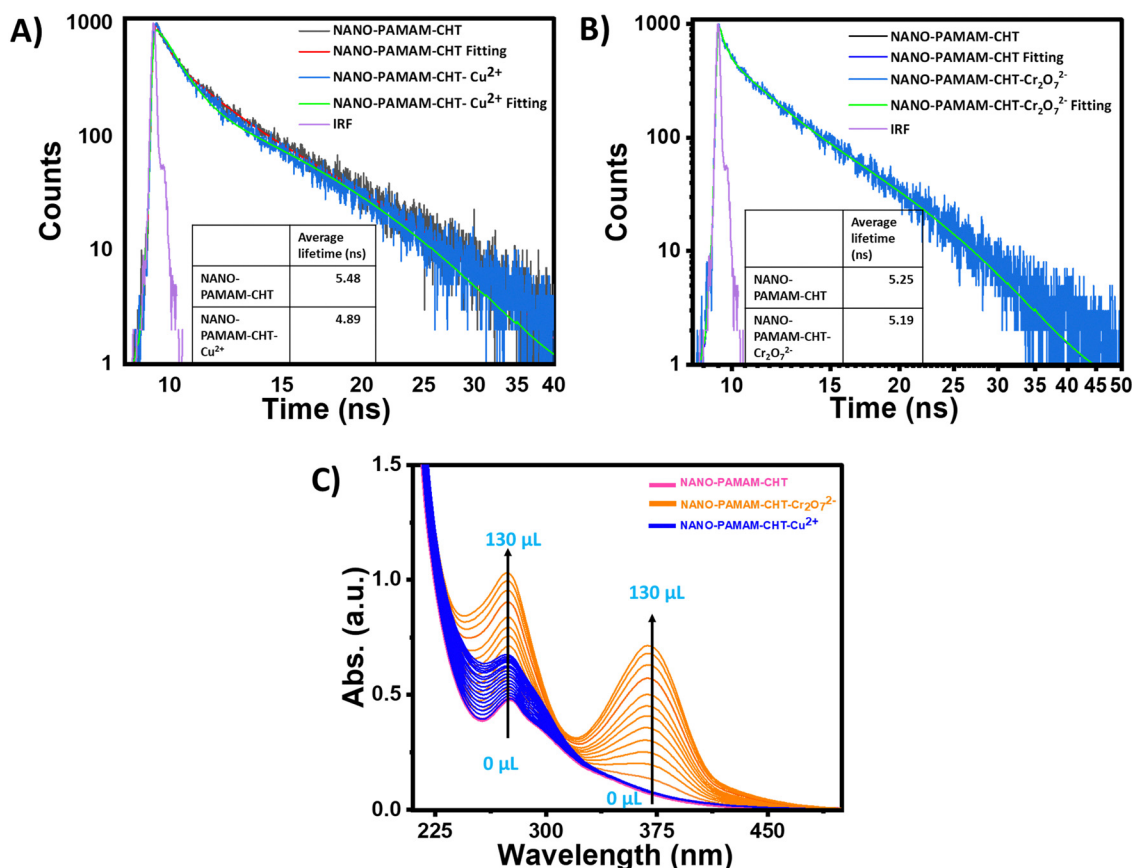 A)
1000
100
10
1
Counts
NANO-PAMAM-CHT
NANO-PAMAM-CHT Fitting
NANO-PAMAM-CHT- Cu²⁺
NANO-PAMAM-CHT- Cu²⁺ Fitting
IRF
Average
lifetime (ns)
NANO-
PAMAM-CHT
5.48
NANO-
PAMAM-CHT-
Cu²⁺
4.89
10 15 20 25 30 35 40
Time (ns)
B)
1000
100
10
1
Counts
NANO-PAMAM-CHT
NANO-PAMAM-CHT Fitting
NANO-PAMAM-CHT-Cr₂O₇²⁻
NANO-PAMAM-CHT-Cr₂O₇²⁻ Fitting
IRF
Average
lifetime
(ns)
NANO-
PAMAM-CHT
5.25
NANO-
PAMAM-CHT-
Cr₂O₇²⁻
5.19
10 15 20 25 30 35 40 45 50
Time (ns)
C)
1.5
1.0
0.5
0.0
Abs. (a.u.)
NANO-PAMAM-CHT
NANO-PAMAM-CHT-Cr₂O₇²⁻
NANO-PAMAM-CHT-Cu²⁺
130 µL
130 µL
0 µL
0 µL
225 300 375 450
Wavelength (nm)